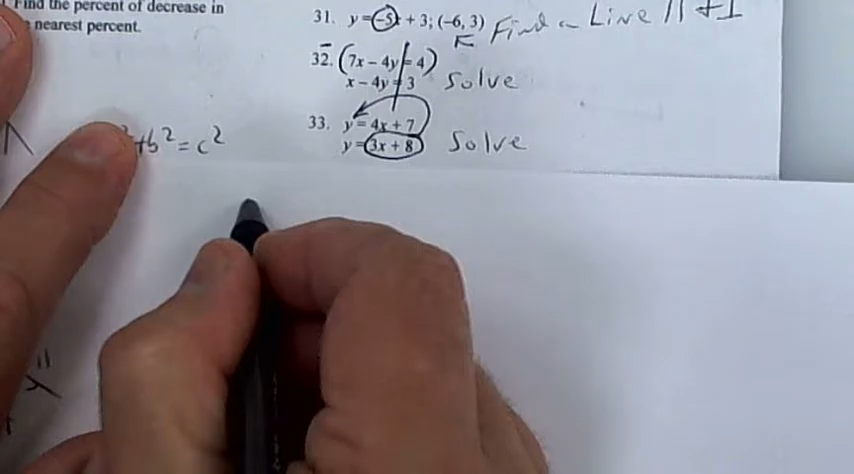 Find the percent of decrease in
nearest percent.
31. y = -5x + 3; (-6, 3) Find a Line || + ⊥
32. (7x - 4y = 4)
x - 4y = 3 Solve
33. y = 4x + 7
y = 3x + 8 Solve
+b² = c²